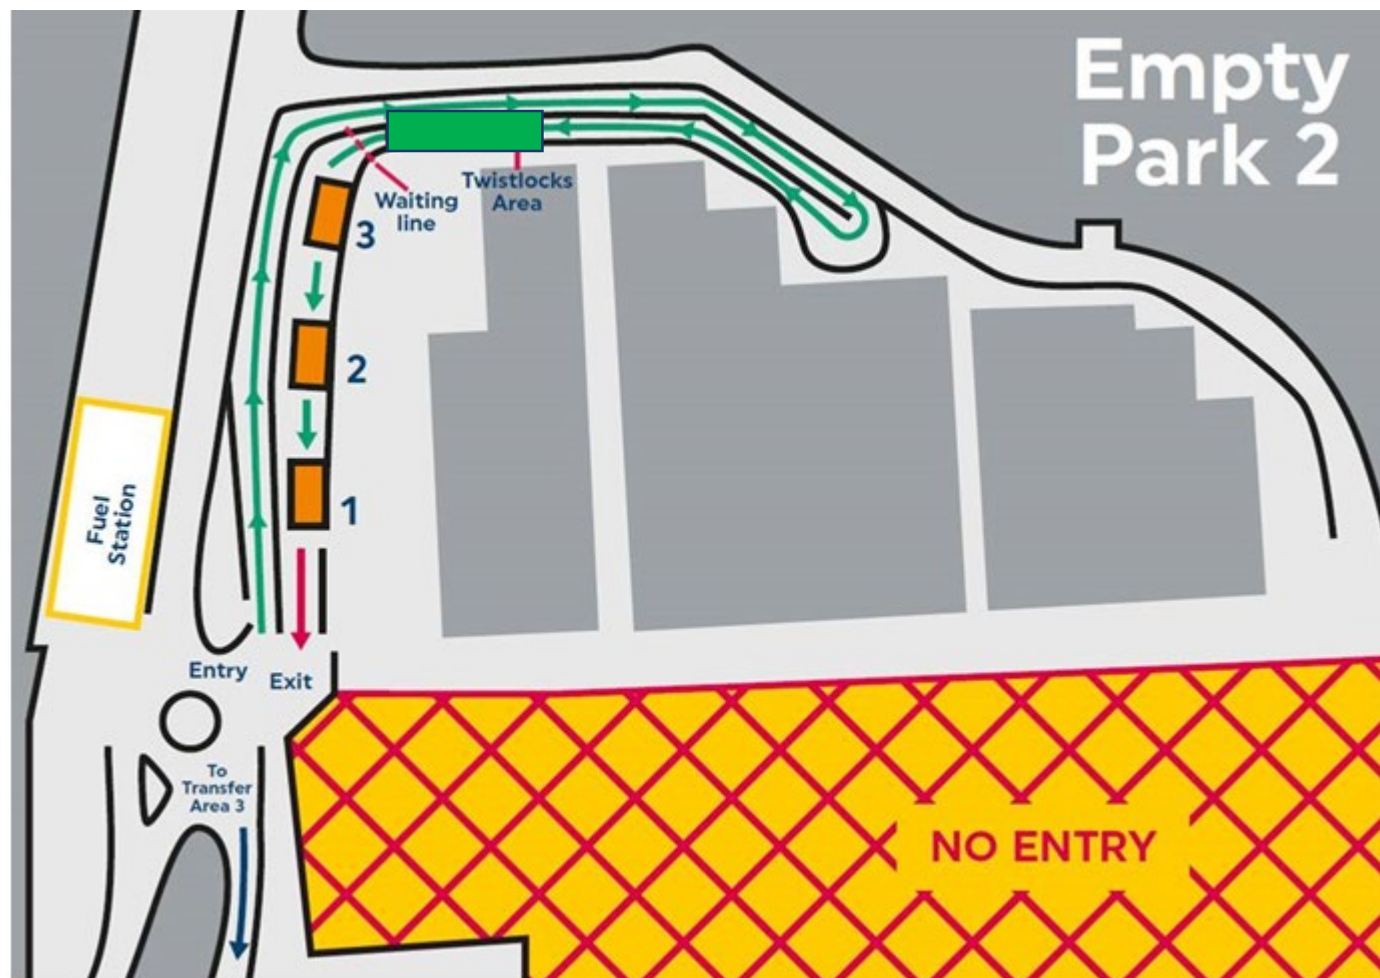 Empty
Park 2
Twistlocks
Area
Waiting
line
3
2
1
Fuel
Station
Entry
Exit
To
Transfer
Area 3
NO ENTRY